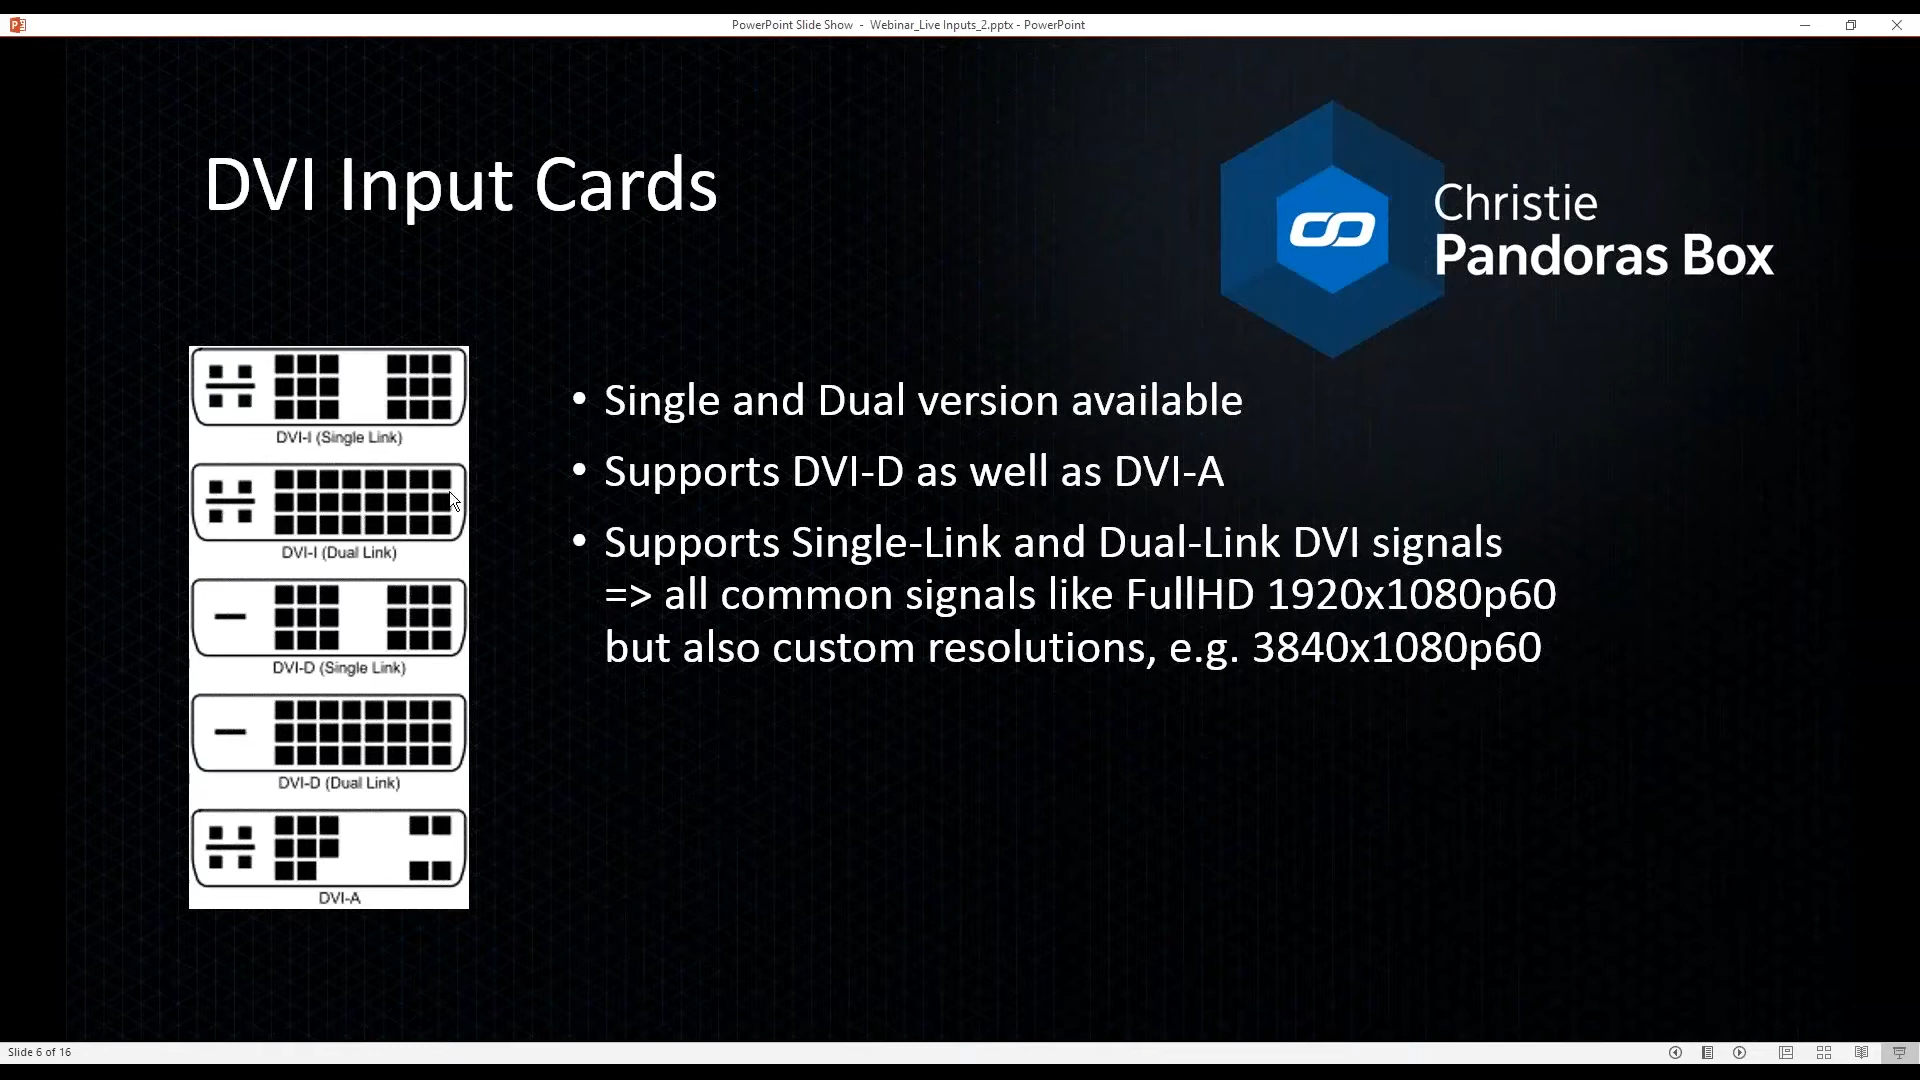 PowerPoint Slide Show - Webinar_Live Inputs_2.pptx - PowerPoint
DVI Input Cards
Christie
Pandoras Box
DVI-I (Single Link)
DVI-I (Dual Link)
DVI-D (Single Link)
DVI-D (Dual Link)
DVI-A
• Single and Dual version available
• Supports DVI-D as well as DVI-A
• Supports Single-Link and Dual-Link DVI signals
=> all common signals like FullHD 1920x1080p60
but also custom resolutions, e.g. 3840x1080p60
Slide 6 of 16